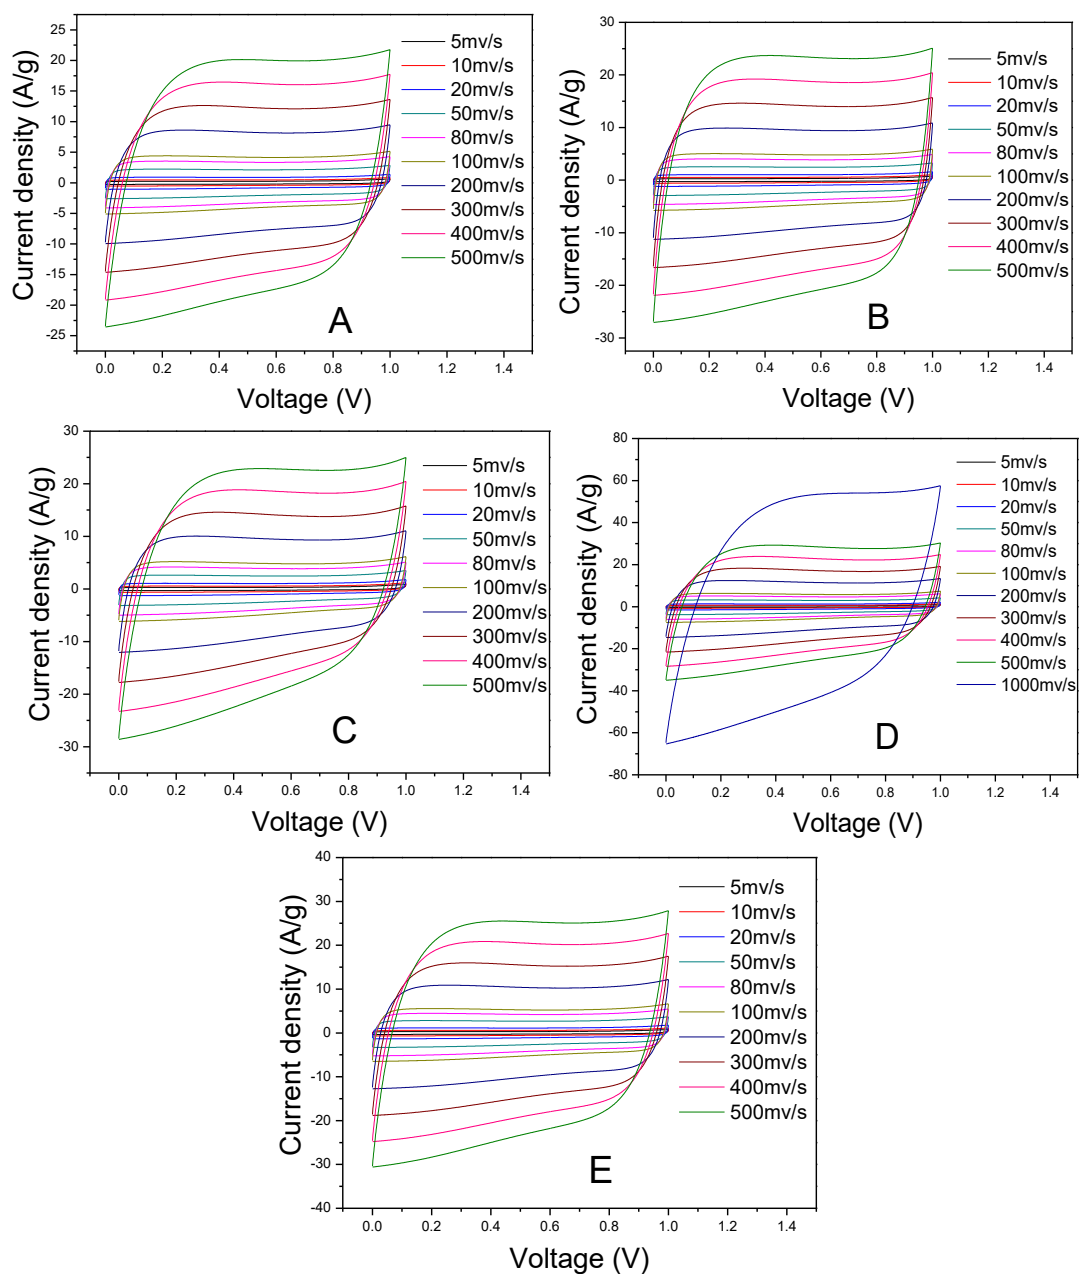 Current density (A/g)
25
20
15
10
5
0
-5
-10
-15
-20
-25
0.0 0.2 0.4 0.6 0.8 1.0 1.2 1.4
Voltage (V)
5mv/s
10mv/s
20mv/s
50mv/s
80mv/s
100mv/s
200mv/s
300mv/s
400mv/s
500mv/s
A
Current density (A/g)
30
20
10
0
-10
-20
-30
0.0 0.2 0.4 0.6 0.8 1.0 1.2 1.4
Voltage (V)
5mv/s
10mv/s
20mv/s
50mv/s
80mv/s
100mv/s
200mv/s
300mv/s
400mv/s
500mv/s
B
Current density (A/g)
30
20
10
0
-10
-20
-30
0.0 0.2 0.4 0.6 0.8 1.0 1.2 1.4
Voltage (V)
5mv/s
10mv/s
20mv/s
50mv/s
80mv/s
100mv/s
200mv/s
300mv/s
400mv/s
500mv/s
C
Current density (A/g)
80
60
40
20
0
-20
-40
-60
-80
0.0 0.2 0.4 0.6 0.8 1.0 1.2 1.4
Voltage (V)
5mv/s
10mv/s
20mv/s
50mv/s
80mv/s
100mv/s
200mv/s
300mv/s
400mv/s
500mv/s
1000mv/s
D
Current density (A/g)
40
30
20
10
0
-10
-20
-30
-40
0.0 0.2 0.4 0.6 0.8 1.0 1.2 1.4
Voltage (V)
5mv/s
10mv/s
20mv/s
50mv/s
80mv/s
100mv/s
200mv/s
300mv/s
400mv/s
500mv/s
E